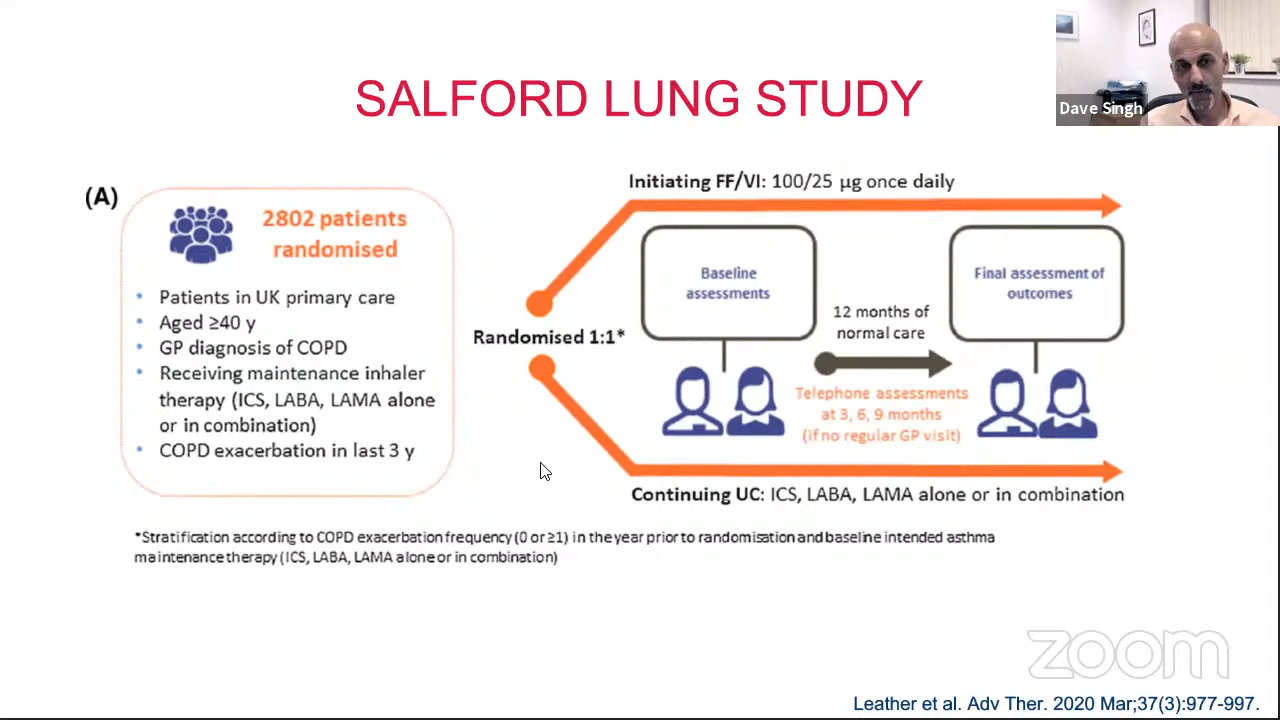 SALFORD LUNG STUDY
Dave Singh
(A)
2802 patients
randomised
• Patients in UK primary care
• Aged ≥40 y
• GP diagnosis of COPD
• Receiving maintenance inhaler
therapy (ICS, LABA, LAMA alone
or in combination)
• COPD exacerbation in last 3 y
Randomised 1:1*
Initiating FF/VI: 100/25 µg once daily
Baseline
assessments
12 months of
normal care
Telephone assessments
at 3, 6, 9 months
(if no regular GP visit)
Final assessment of
outcomes
Continuing UC: ICS, LABA, LAMA alone or in combination
*Stratification according to COPD exacerbation frequency (0 or ≥1) in the year prior to randomisation and baseline intended asthma
maintenance therapy (ICS, LABA, LAMA alone or in combination)
zoom
Leather et al. Adv Ther. 2020 Mar;37(3):977-997.